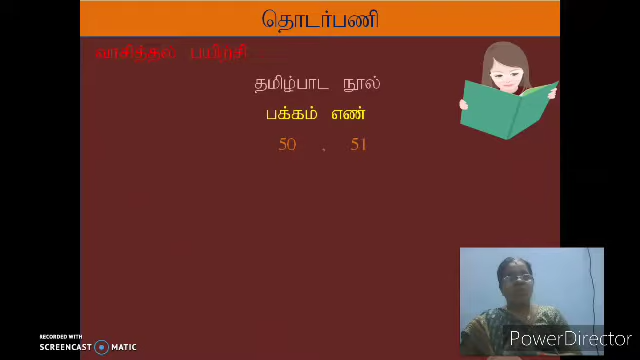 தொடர்பணி
வாசித்தல் பயிற்சி
தமிழ்பாட நூல்
பக்கம் எண்
50 , 51
RECORDED WITH
SCREENCAST MATIC
PowerDirector